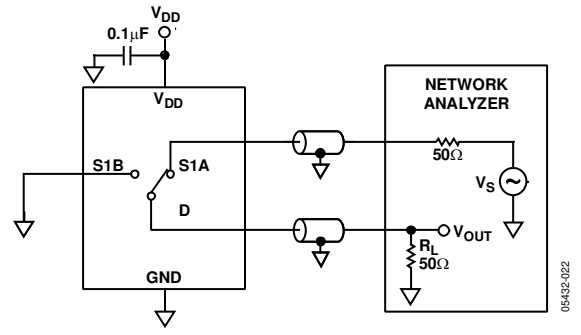 VDD
0.1μF
VDD
NETWORK
ANALYZER
S1B
S1A
50Ω
VS
D
VOUT
RL
50Ω
GND
05432-022